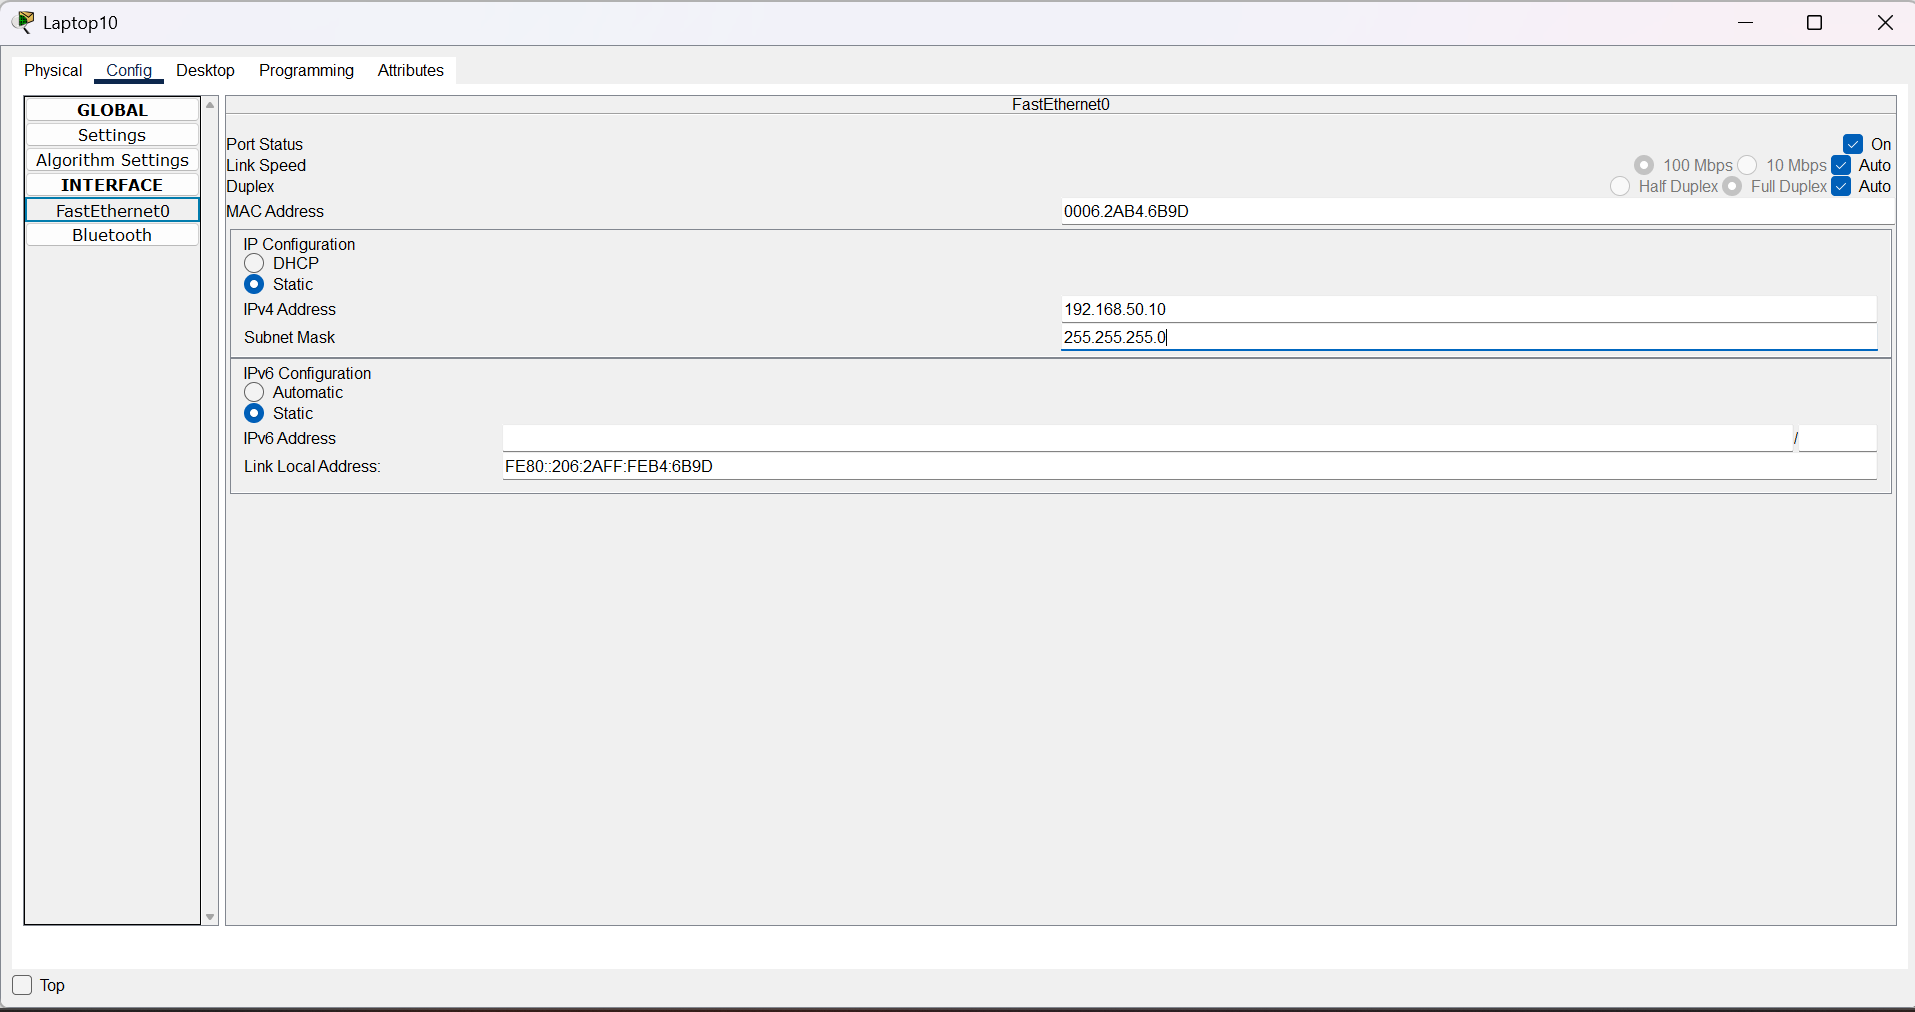 Laptop10
Physical Config Desktop Programming Attributes
GLOBAL
Settings
Algorithm Settings
INTERFACE
FastEthernet0
Bluetooth
FastEthernet0
Port Status On
Link Speed 100 Mbps 10 Mbps Auto
Duplex Half Duplex Full Duplex Auto
MAC Address 0006.2AB4.6B9D
IP Configuration
DHCP
Static
IPv4 Address 192.168.50.10
Subnet Mask 255.255.255.0
IPv6 Configuration
Automatic
Static
IPv6 Address /
Link Local Address: FE80::206:2AFF:FEB4:6B9D
Top